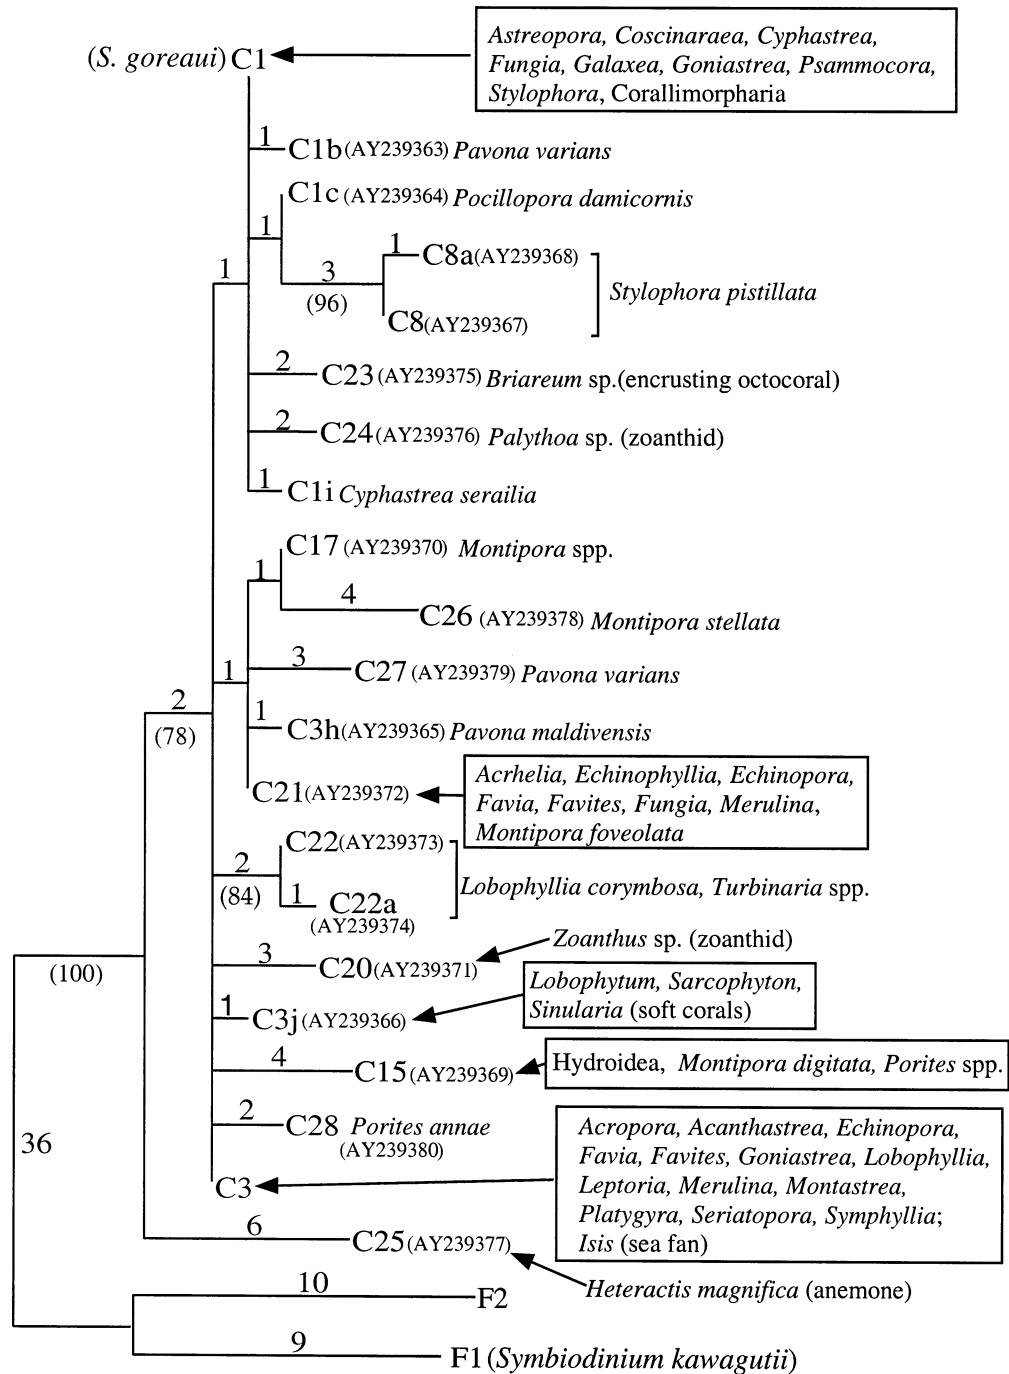 (S. goreaui) C1
Astreopora, Coscinaraea, Cyphastrea,
Fungia, Galaxea, Goniastrea, Psammocora,
Stylophora, Corallimorpharia
1
C1b (AY239363) Pavona varians
C1c (AY239364) Pocillopora damicornis
1
1
C8a (AY239368)
1
3
(96)
Stylophora pistillata
C8 (AY239367)
2
C23 (AY239375) Briareum sp.(encrusting octocoral)
2
C24 (AY239376) Palythoa sp. (zoanthid)
1
C1i Cyphastrea serailia
C17 (AY239370) Montipora spp.
1
4
C26 (AY239378) Montipora stellata
3
C27 (AY239379) Pavona varians
1
2
(78)
1
C3h (AY239365) Pavona maldivensis
C21 (AY239372)
Acrhelia, Echinophyllia, Echinopora,
Favia, Favites, Fungia, Merulina,
Montipora foveolata
C22 (AY239373)
2
(84)
Lobophyllia corymbosa, Turbinaria spp.
1
C22a
(AY239374)
Zoanthus sp. (zoanthid)
3
C20 (AY239371)
(100)
Lobophytum, Sarcophyton,
Sinularia (soft corals)
1
C3j (AY239366)
4
C15 (AY239369)
Hydroidea, Montipora digitata, Porites spp.
2
C28 Porites annae
(AY239380)
36
Acropora, Acanthastrea, Echinopora,
Favia, Favites, Goniastrea, Lobophyllia,
Leptoria, Merulina, Montastrea,
Platygyra, Seriatopora, Symphyllia;
Isis (sea fan)
C3
6
C25 (AY239377)
Heteractis magnifica (anemone)
10
F2
9
F1 (Symbiodinium kawagutii)